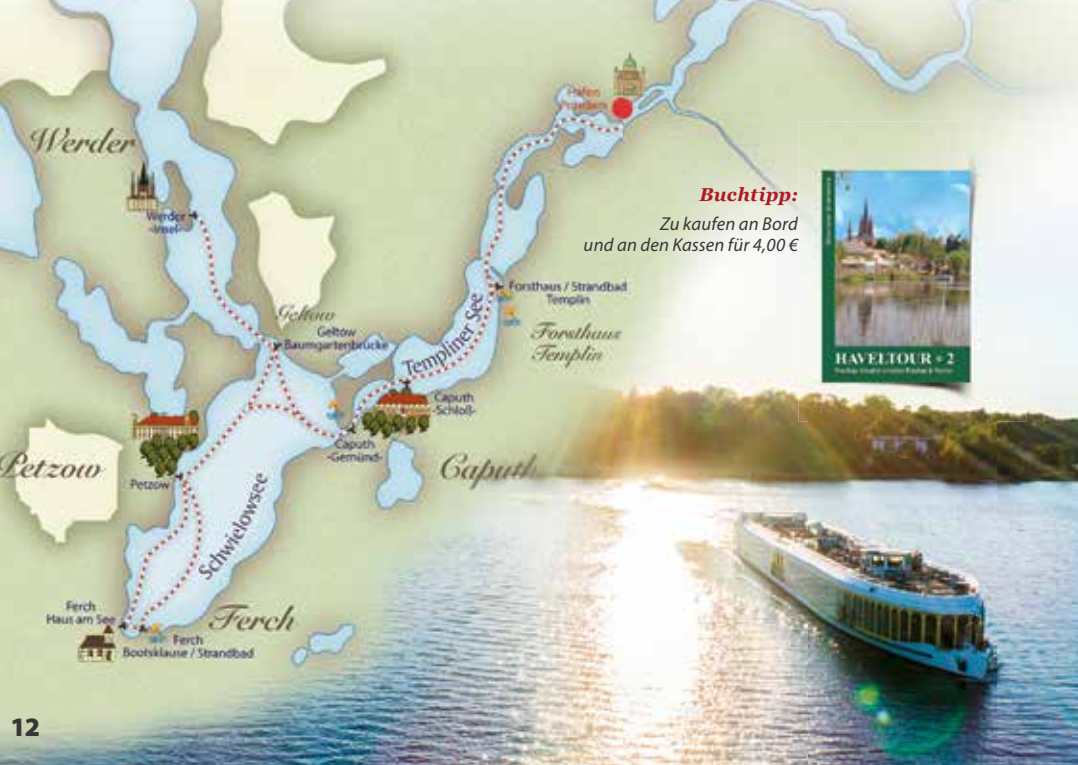 Hafen
Potsdam
Werder
Werder
-Insel-
Buchtipp:
Zu kaufen an Bord
und an den Kassen für 4,00 €
HAVELTOUR • 2
Geltow
Geltow
Baumgartenbrücke
Templiner See
Forsthaus / Strandbad
Templin
Forsthaus
Templin
Caputh
-Schloß-
Caputh
-Gemünd-
Caputh
Petzow
Petzow
Schwielowsee
Ferch
Haus am See
Ferch
Ferch
Bootsklause / Strandbad
12